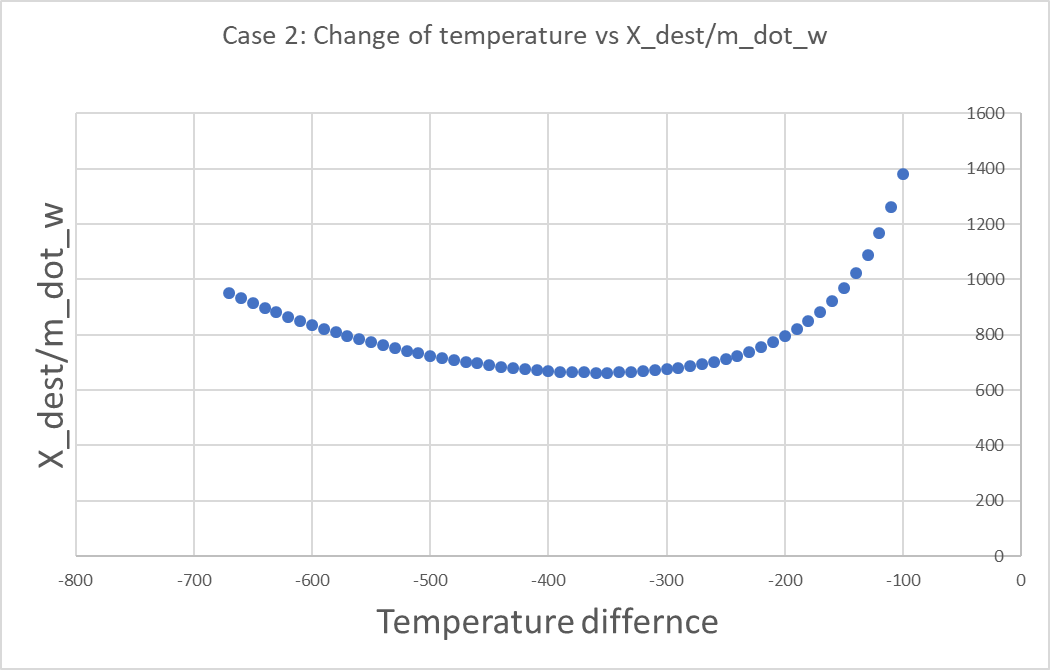 Case 2: Change of temperature vs X_dest/m_dot_w
1600
1400
1200
1000
800
600
400
200
0
X_dest/m_dot_w
-800 -700 -600 -500 -400 -300 -200 -100 0
Temperature differnce